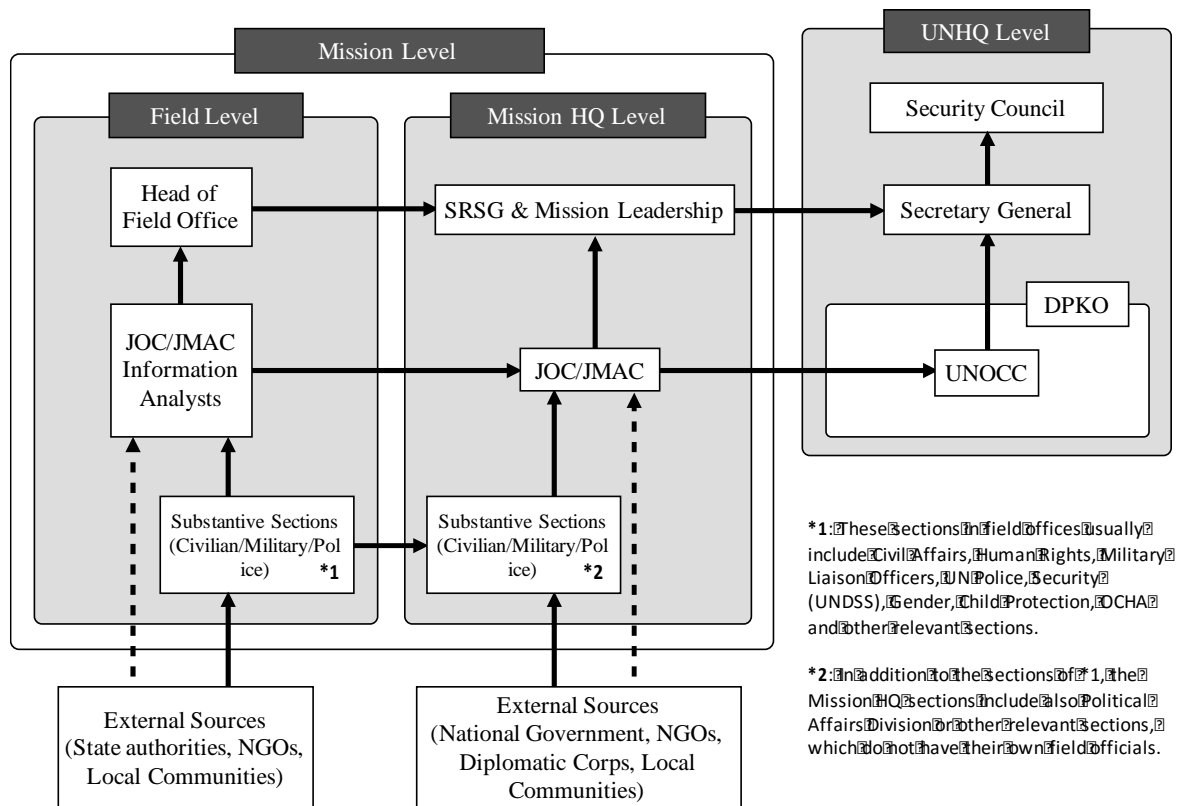 Mission Level
UNHQ Level
Field Level
Mission HQ Level
Security Council
Head of
Field Office
SRSG & Mission Leadership
Secretary General
DPKO
JOC/JMAC
Information
Analysts
JOC/JMAC
UNOCC
Substantive Sections
(Civilian/Military/Pol
ice)
*1
Substantive Sections
(Civilian/Military/Pol
ice)
*2
*1: These sections in field offices usually
include Civil Affairs, Human Rights, Military
Liaison Officers, UN Police, Security
(UNDSS), Gender, Child Protection, OCHA
and other relevant sections.
*2: In addition to the sections of *1, the
Mission HQ sections include also Political
Affairs Division or other relevant sections,
which do not have their own field officials.
External Sources
(State authorities, NGOs,
Local Communities)
External Sources
(National Government, NGOs,
Diplomatic Corps, Local
Communities)